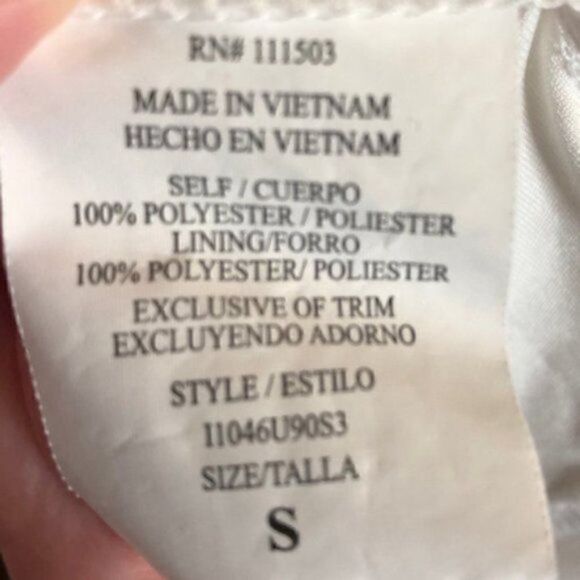 RN# 111503
MADE IN VIETNAM
HECHO EN VIETNAM
SELF / CUERPO
100% POLYESTER / POLIESTER
LINING/FORRO
100% POLYESTER/ POLIESTER
EXCLUSIVE OF TRIM
EXCLUYENDO ADORNO
STYLE / ESTILO
11046U90S3
SIZE/TALLA
S